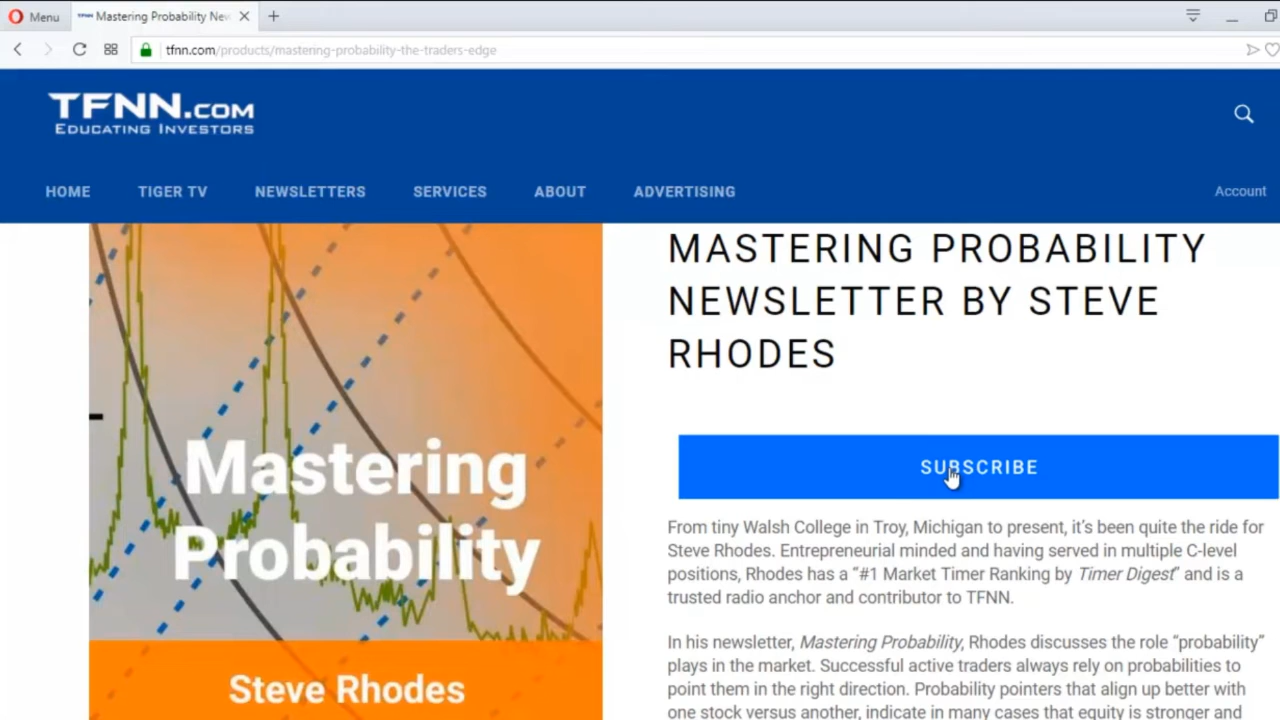 Menu
TFNN Mastering Probability New
tfnn.com/products/mastering-probability-the-traders-edge
TFNN.COM
EDUCATING INVESTORS
HOME TIGER TV NEWSLETTERS SERVICES ABOUT ADVERTISING Account
MASTERING PROBABILITY
NEWSLETTER BY STEVE
RHODES
SUBSCRIBE
Mastering
Probability
Steve Rhodes
From tiny Walsh College in Troy, Michigan to present, it’s been quite the ride for
Steve Rhodes. Entrepreneurial minded and having served in multiple C-level
positions, Rhodes has a “#1 Market Timer Ranking by Timer Digest” and is a
trusted radio anchor and contributor to TFNN.
In his newsletter, Mastering Probability, Rhodes discusses the role “probability”
plays in the market. Successful active traders always rely on probabilities to
point them in the right direction. Probability pointers that align up better with
one stock versus another, indicate in many cases that equity is stronger and